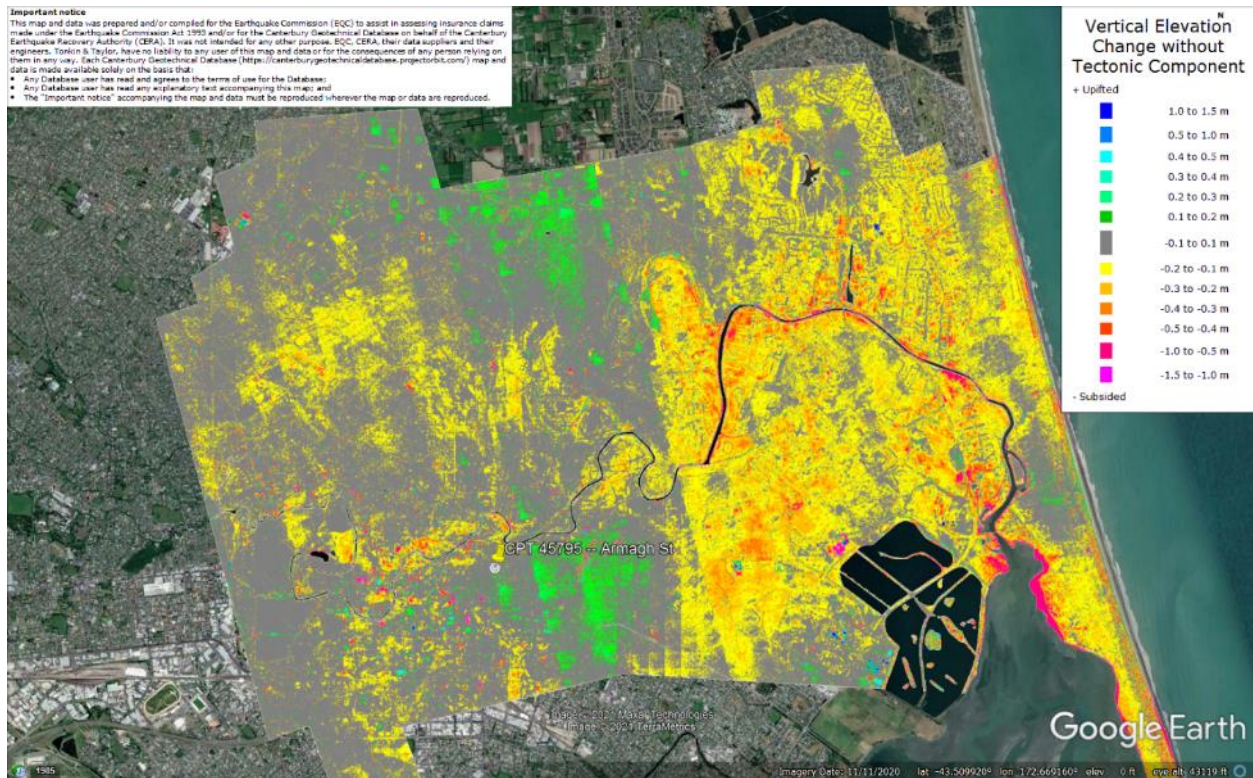 Important notice
This map and data was prepared and/or compiled for the Earthquake Commission (EQC) to assist in assessing insurance claims
made under the Earthquake Commission Act 1993 and/or for the Canterbury Geotechnical Database on behalf of the Canterbury
Earthquake Recovery Authority (CERA). It was not intended for any other purpose. EQC, CERA, their data suppliers and their
engineers, Tonkin & Taylor, have no liability to any user of this map and data or for the consequences of any person relying on
them in any way. Each Canterbury Geotechnical Database (https://canterburygeotechnicaldatabase.projectorbit.com/) map and
data is made available solely on the basis that:
• Any Database user has read and agrees to the terms of use for the Database;
• Any Database user has read any explanatory text accompanying this map; and
• The "Important notice" accompanying the map and data must be reproduced wherever the map or data are reproduced.
N
Vertical Elevation
Change without
Tectonic Component
+ Uplifted
1.0 to 1.5 m
0.5 to 1.0 m
0.4 to 0.5 m
0.3 to 0.4 m
0.2 to 0.3 m
0.1 to 0.2 m
-0.1 to 0.1 m
-0.2 to -0.1 m
-0.3 to -0.2 m
-0.4 to -0.3 m
-0.5 to -0.4 m
-1.0 to -0.5 m
-1.5 to -1.0 m
- Subsided
CPT 45795 -- Armagh St
Image © 2021 Maxar Technologies
Image © 2021 TerraMetrics
Google Earth
1985
Imagery Date: 11/11/2020 lat -43.509920° lon 172.669160° elev 0 ft eye alt 43119 ft